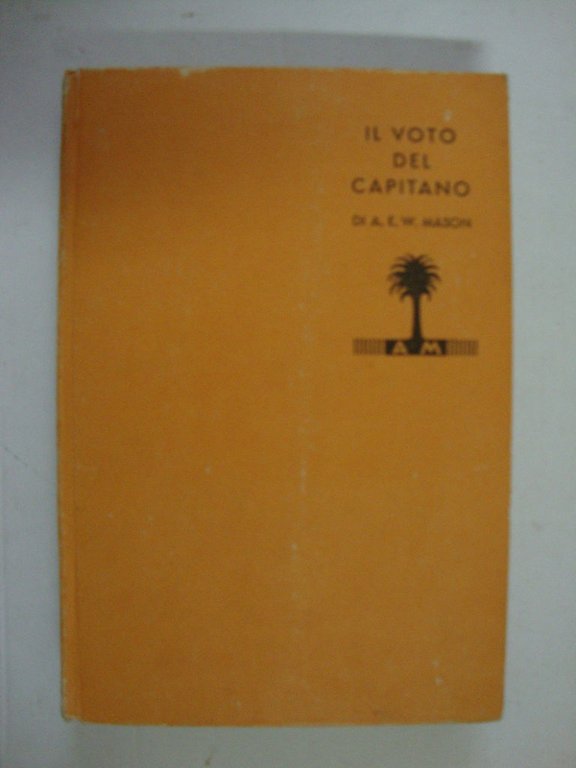 IL VOTO
DEL
CAPITANO
DI A. E. W. MASON
A M